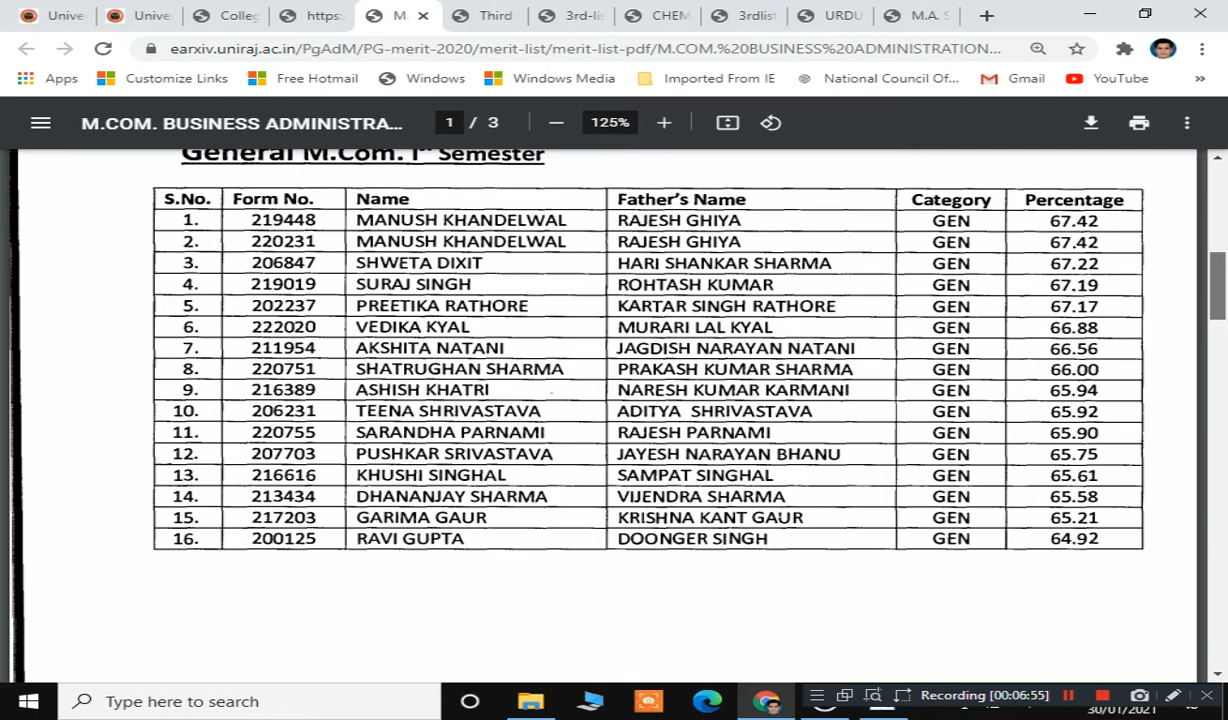 Unive Unive Colle https: M. Third 3rd-li CHEM 3rdlist URDU M.A. S
earxiv.uniraj.ac.in/PgAdM/PG-merit-2020/merit-list/merit-list-pdf/M.COM.%20BUSINESS%20ADMINISTRATION...
Apps Customize Links Free Hotmail Windows Windows Media Imported From IE National Council Of... Gmail YouTube »
M.COM. BUSINESS ADMINISTRA... 1 / 3 125%
General M.Com. Ist Semester
S.No. Form No. Name Father's Name Category Percentage
1. 219448 MANUSH KHANDELWAL RAJESH GHIYA GEN 67.42
2. 220231 MANUSH KHANDELWAL RAJESH GHIYA GEN 67.42
3. 206847 SHWETA DIXIT HARI SHANKAR SHARMA GEN 67.22
4. 219019 SURAJ SINGH ROHTASH KUMAR GEN 67.19
5. 202237 PREETIKA RATHORE KARTAR SINGH RATHORE GEN 67.17
6. 222020 VEDIKA KYAL MURARI LAL KYAL GEN 66.88
7. 211954 AKSHITA NATANI JAGDISH NARAYAN NATANI GEN 66.56
8. 220751 SHATRUGHAN SHARMA PRAKASH KUMAR SHARMA GEN 66.00
9. 216389 ASHISH KHATRI NARESH KUMAR KARMANI GEN 65.94
10. 206231 TEENA SHRIVASTAVA ADITYA SHRIVASTAVA GEN 65.92
11. 220755 SARANDHA PARNAMI RAJESH PARNAMI GEN 65.90
12. 207703 PUSHKAR SRIVASTAVA JAYESH NARAYAN BHANU GEN 65.75
13. 216616 KHUSHI SINGHAL SAMPAT SINGHAL GEN 65.61
14. 213434 DHANANJAY SHARMA VIJENDRA SHARMA GEN 65.58
15. 217203 GARIMA GAUR KRISHNA KANT GAUR GEN 65.21
16. 200125 RAVI GUPTA DOONGER SINGH GEN 64.92
Type here to search Recording [00:06:55]
30/01/2021